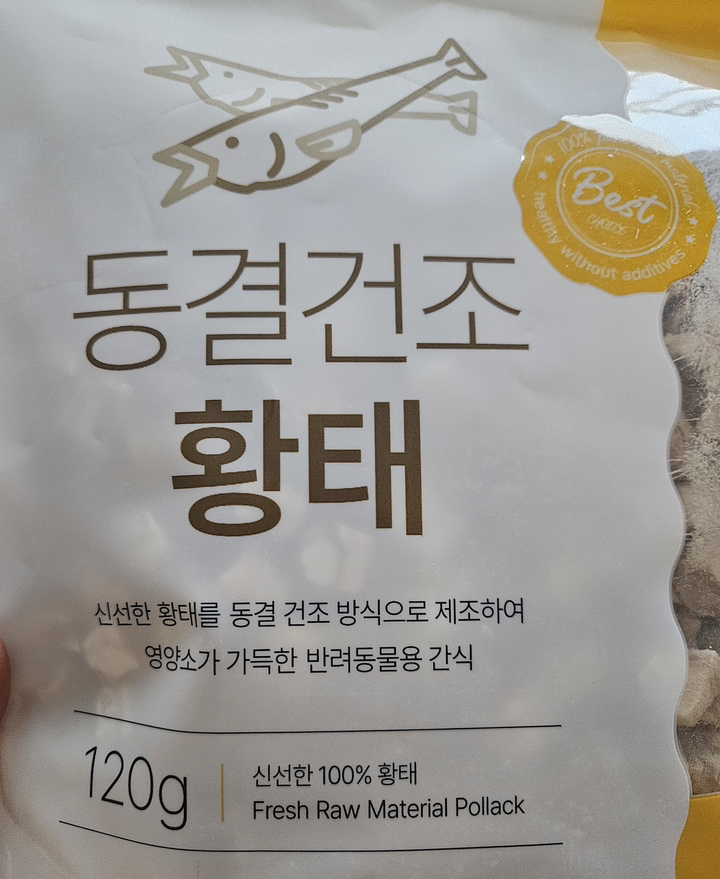 100%
Best
CHOICE
healthy without additives
동결건조
황태
신선한 황태를 동결 건조 방식으로 제조하여
영양소가 가득한 반려동물용 간식
120g
신선한 100% 황태
Fresh Raw Material Pollack